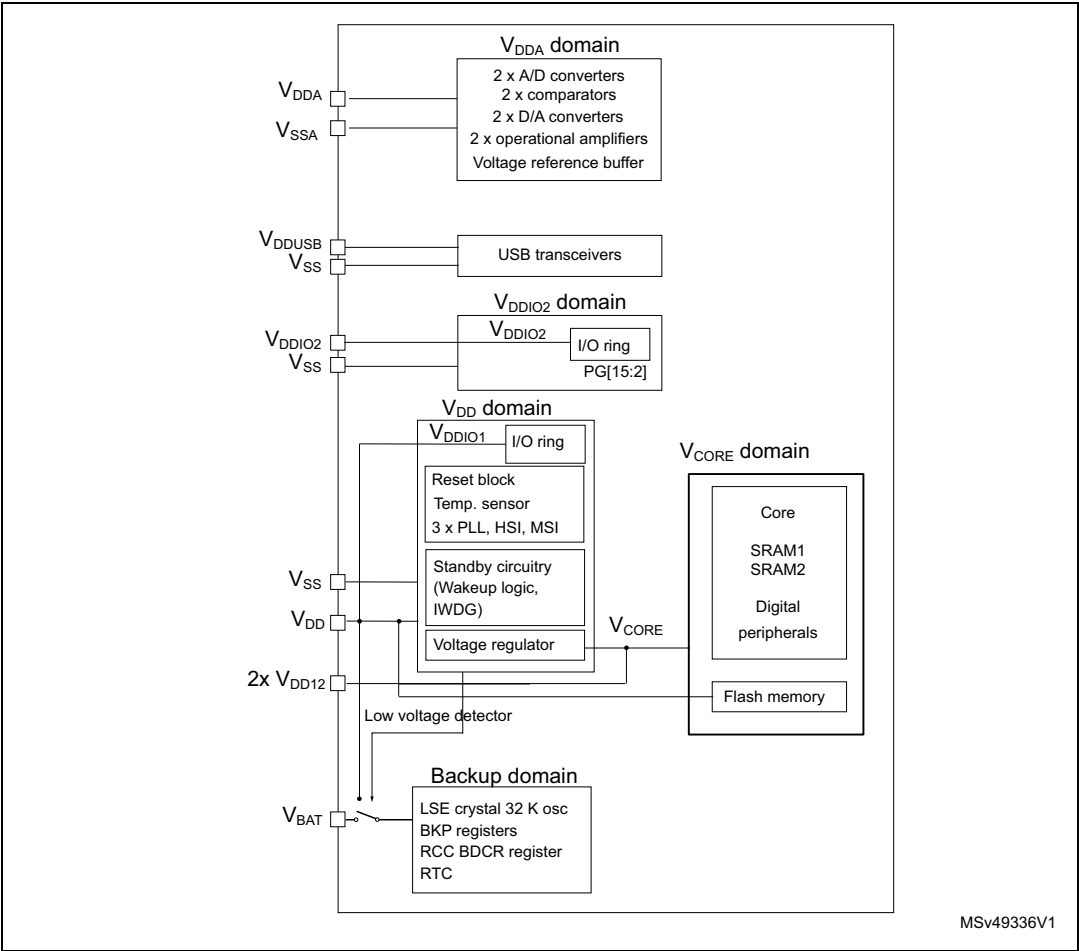 VDDA domain
VDDA
VSSA
2 x A/D converters
2 x comparators
2 x D/A converters
2 x operational amplifiers
Voltage reference buffer
VDDUSB
VSS
USB transceivers
VDDIO2 domain
VDDIO2
VSS
VDDIO2
I/O ring
PG[15:2]
VDD domain
VDDIO1
I/O ring
Reset block
Temp. sensor
3 x PLL, HSI, MSI
VSS
Standby circuitry
(Wakeup logic,
IWDG)
VDD
Voltage regulator
VCORE
VCORE domain
Core
SRAM1
SRAM2
Digital
peripherals
Flash memory
2x VDD12
Low voltage detector
Backup domain
VBAT
LSE crystal 32 K osc
BKP registers
RCC BDCR register
RTC
MSv49336V1